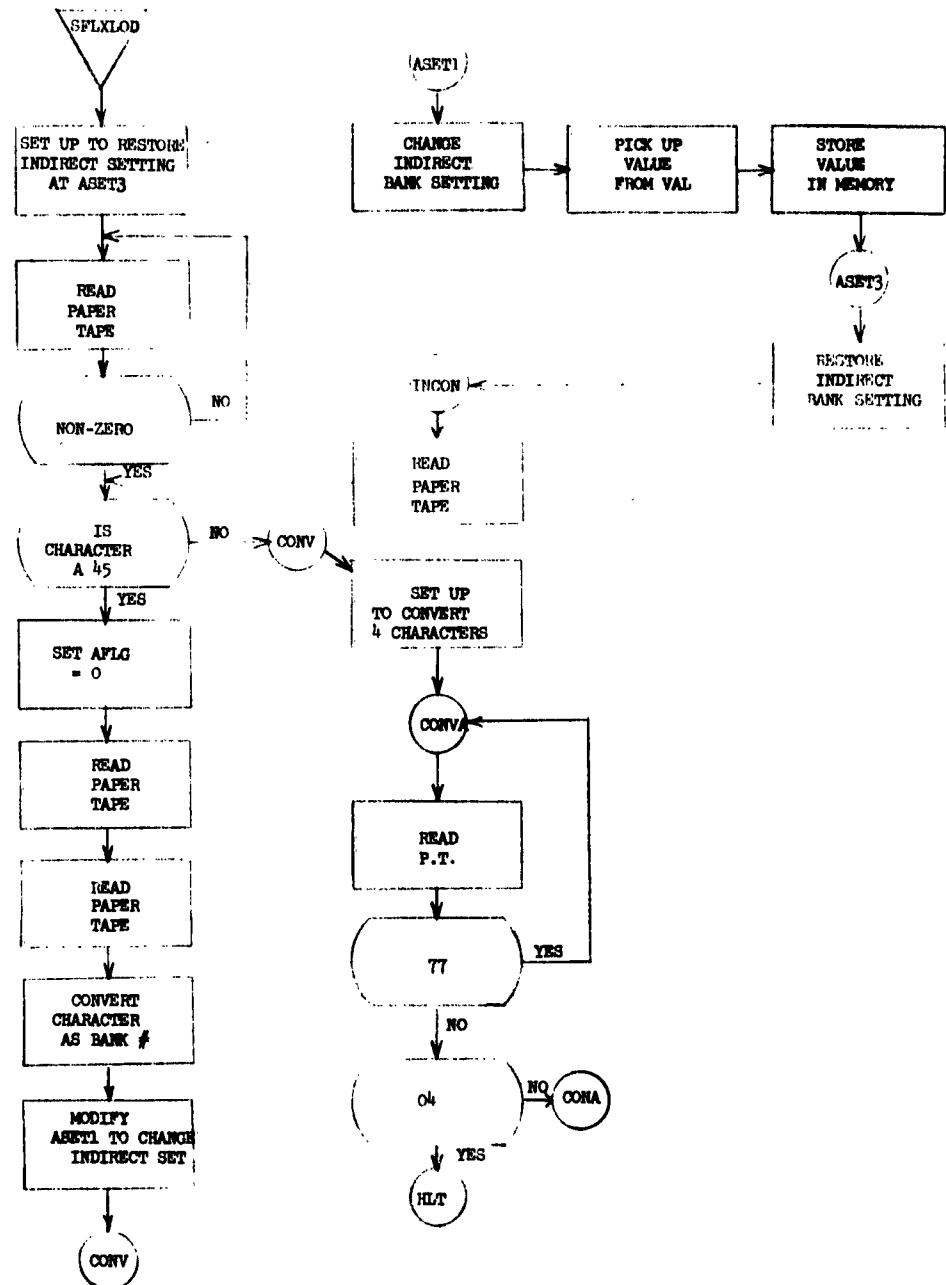 SFLXLOD
SET UP TO RESTORE
INDIRECT SETTING
AT ASET3
READ
PAPER
TAPE
NON-ZERO
NO
YES
IS
CHARACTER
A 45
NO
YES
SET AFLG
= 0
READ
PAPER
TAPE
READ
PAPER
TAPE
CONVERT
CHARACTER
AS BANK #
MODIFY
ASET1 TO CHANGE
INDIRECT SET
CONV
ASET1
CHANGE
INDIRECT
BANK SETTING
PICK UP
VALUE
FROM VAL
STORE
VALUE
IN MEMORY
ASET3
RESTORE
INDIRECT
BANK SETTING
INCON
READ
PAPER
TAPE
CONV
SET UP
TO CONVERT
4 CHARACTERS
CONVA
READ
P.T.
77
YES
NO
04
NO
CONA
YES
HLT